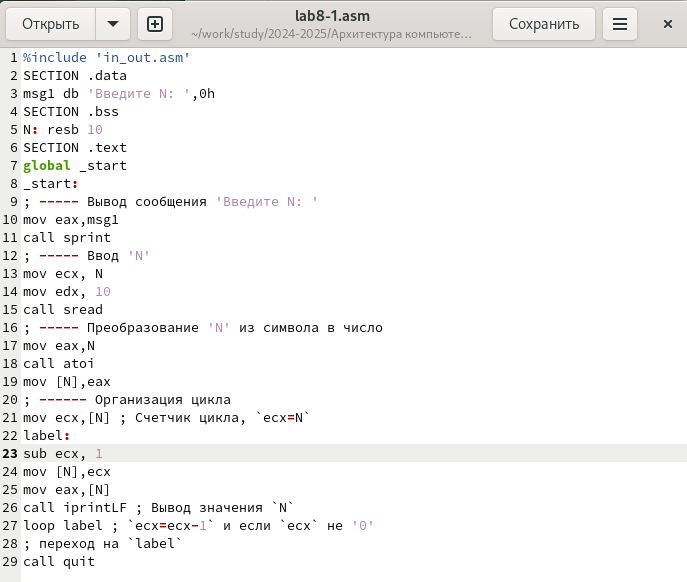 Открыть
lab8-1.asm
~/work/study/2024-2025/Архитектура компьюте...
Сохранить
1 %include 'in_out.asm'
2 SECTION .data
3 msg1 db 'Введите N: ',0h
4 SECTION .bss
5 N: resb 10
6 SECTION .text
7 global _start
8 _start:
9 ; ----- Вывод сообщения 'Введите N: '
10 mov eax,msg1
11 call sprint
12 ; ----- Ввод 'N'
13 mov ecx, N
14 mov edx, 10
15 call sread
16 ; ----- Преобразование 'N' из символа в число
17 mov eax,N
18 call atoi
19 mov [N],eax
20 ; ------ Организация цикла
21 mov ecx,[N] ; Счетчик цикла, `ecx=N`
22 label:
23 sub ecx, 1
24 mov [N],ecx
25 mov eax,[N]
26 call iprintLF ; Вывод значения `N`
27 loop label ; `ecx=ecx-1` и если `ecx` не '0'
28 ; переход на `label`
29 call quit